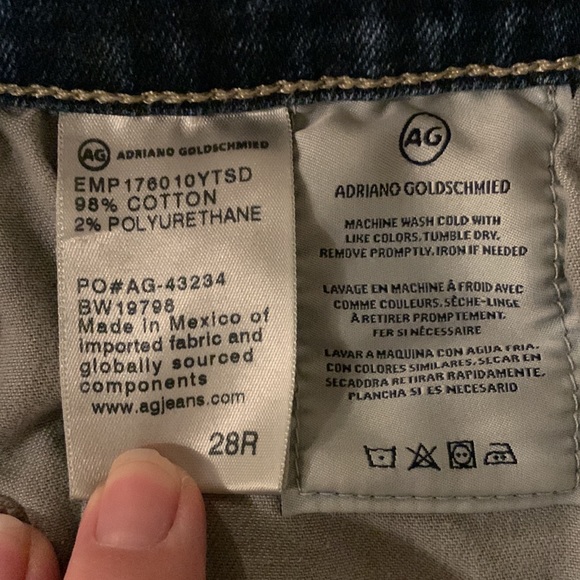 AG ADRIANO GOLDSCHMIED
EMP176010YTSD
98% COTTON
2% POLYURETHANE
PO#AG-43234
BW19798
Made in Mexico of
imported fabric and
globally sourced
components
www.agjeans.com
28R
AG
ADRIANO GOLDSCHMIED
MACHINE WASH COLD WITH
LIKE COLORS. TUMBLE DRY.
REMOVE PROMPTLY. IRON IF NEEDED
LAVAGE EN MACHINE À FROID AVEC
COMME COULEURS. SÈCHE-LINGE
À RETIRER PROMPTEMENT.
FER SI NÉCESSAIRE
LAVAR A MAQUINA CON AGUA FRIA.
CON COLORES SIMILARES. SECAR EN
SECADORA RETIRAR RAPIDAMENTE.
PLANCHA SI ES NECESARIO